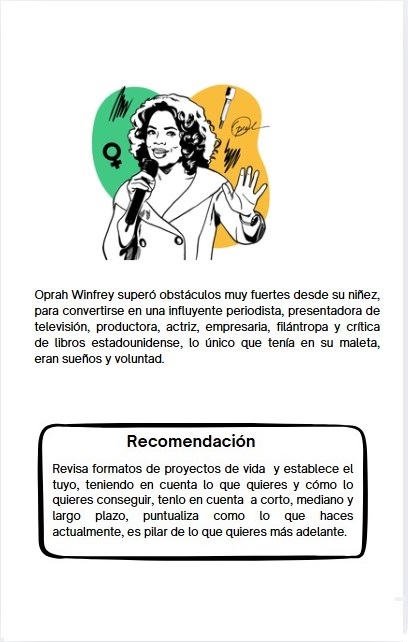 Oprah Winfrey superó obstáculos muy fuertes desde su niñez,
para convertirse en una influyente periodista, presentadora de
televisión, productora, actriz, empresaria, filántropa y crítica
de libros estadounidense, lo único que tenía en su maleta,
eran sueños y voluntad.
Recomendación
Revisa formatos de proyectos de vida y establece el
tuyo, teniendo en cuenta lo que quieres y cómo lo
quieres conseguir, tenlo en cuenta a corto, mediano y
largo plazo, puntualiza como lo que haces
actualmente, es pilar de lo que quieres más adelante.